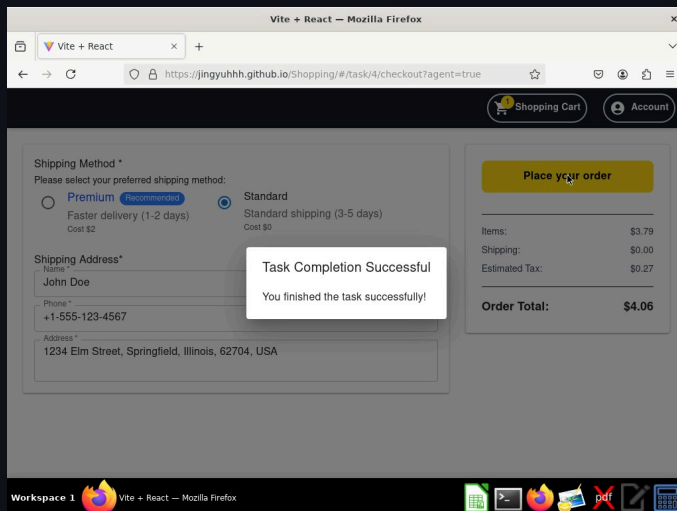 Vite + React — Mozilla Firefox
Vite + React
https://jingyuhhh.github.io/Shopping/#/task/4/checkout?agent=true
1 Shopping Cart
Account
Shipping Method *
Please select your preferred shipping method:
Premium Recommended
Faster delivery (1-2 days)
Cost $2
Standard
Standard shipping (3-5 days)
Cost $0
Shipping Address*
Name *
John Doe
Phone *
+1-555-123-4567
Address *
1234 Elm Street, Springfield, Illinois, 62704, USA
Task Completion Successful
You finished the task successfully!
Place your order
Items: $3.79
Shipping: $0.00
Estimated Tax: $0.27
Order Total: $4.06
Workspace 1 Vite + React — Mozilla Firefox
pdf